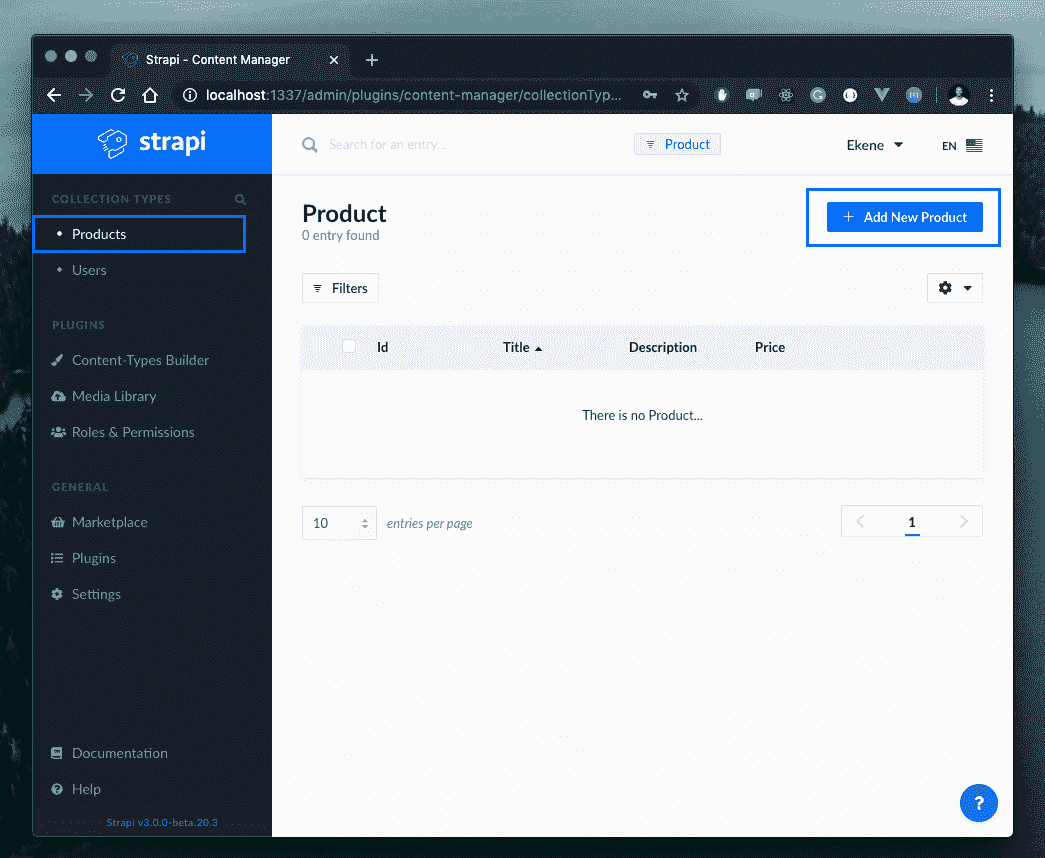 Strapi - Content Manager
localhost:1337/admin/plugins/content-manager/collectionTyp...
strapi
Search for an entry...
Product
Ekene
EN
COLLECTION TYPES
Products
Users
PLUGINS
Content-Types Builder
Media Library
Roles & Permissions
GENERAL
Marketplace
Plugins
Settings
Documentation
Help
Strapi v3.0.0-beta.20.3
Product
0 entry found
+ Add New Product
Filters
Id Title Description Price
There is no Product...
10 entries per page
1
?